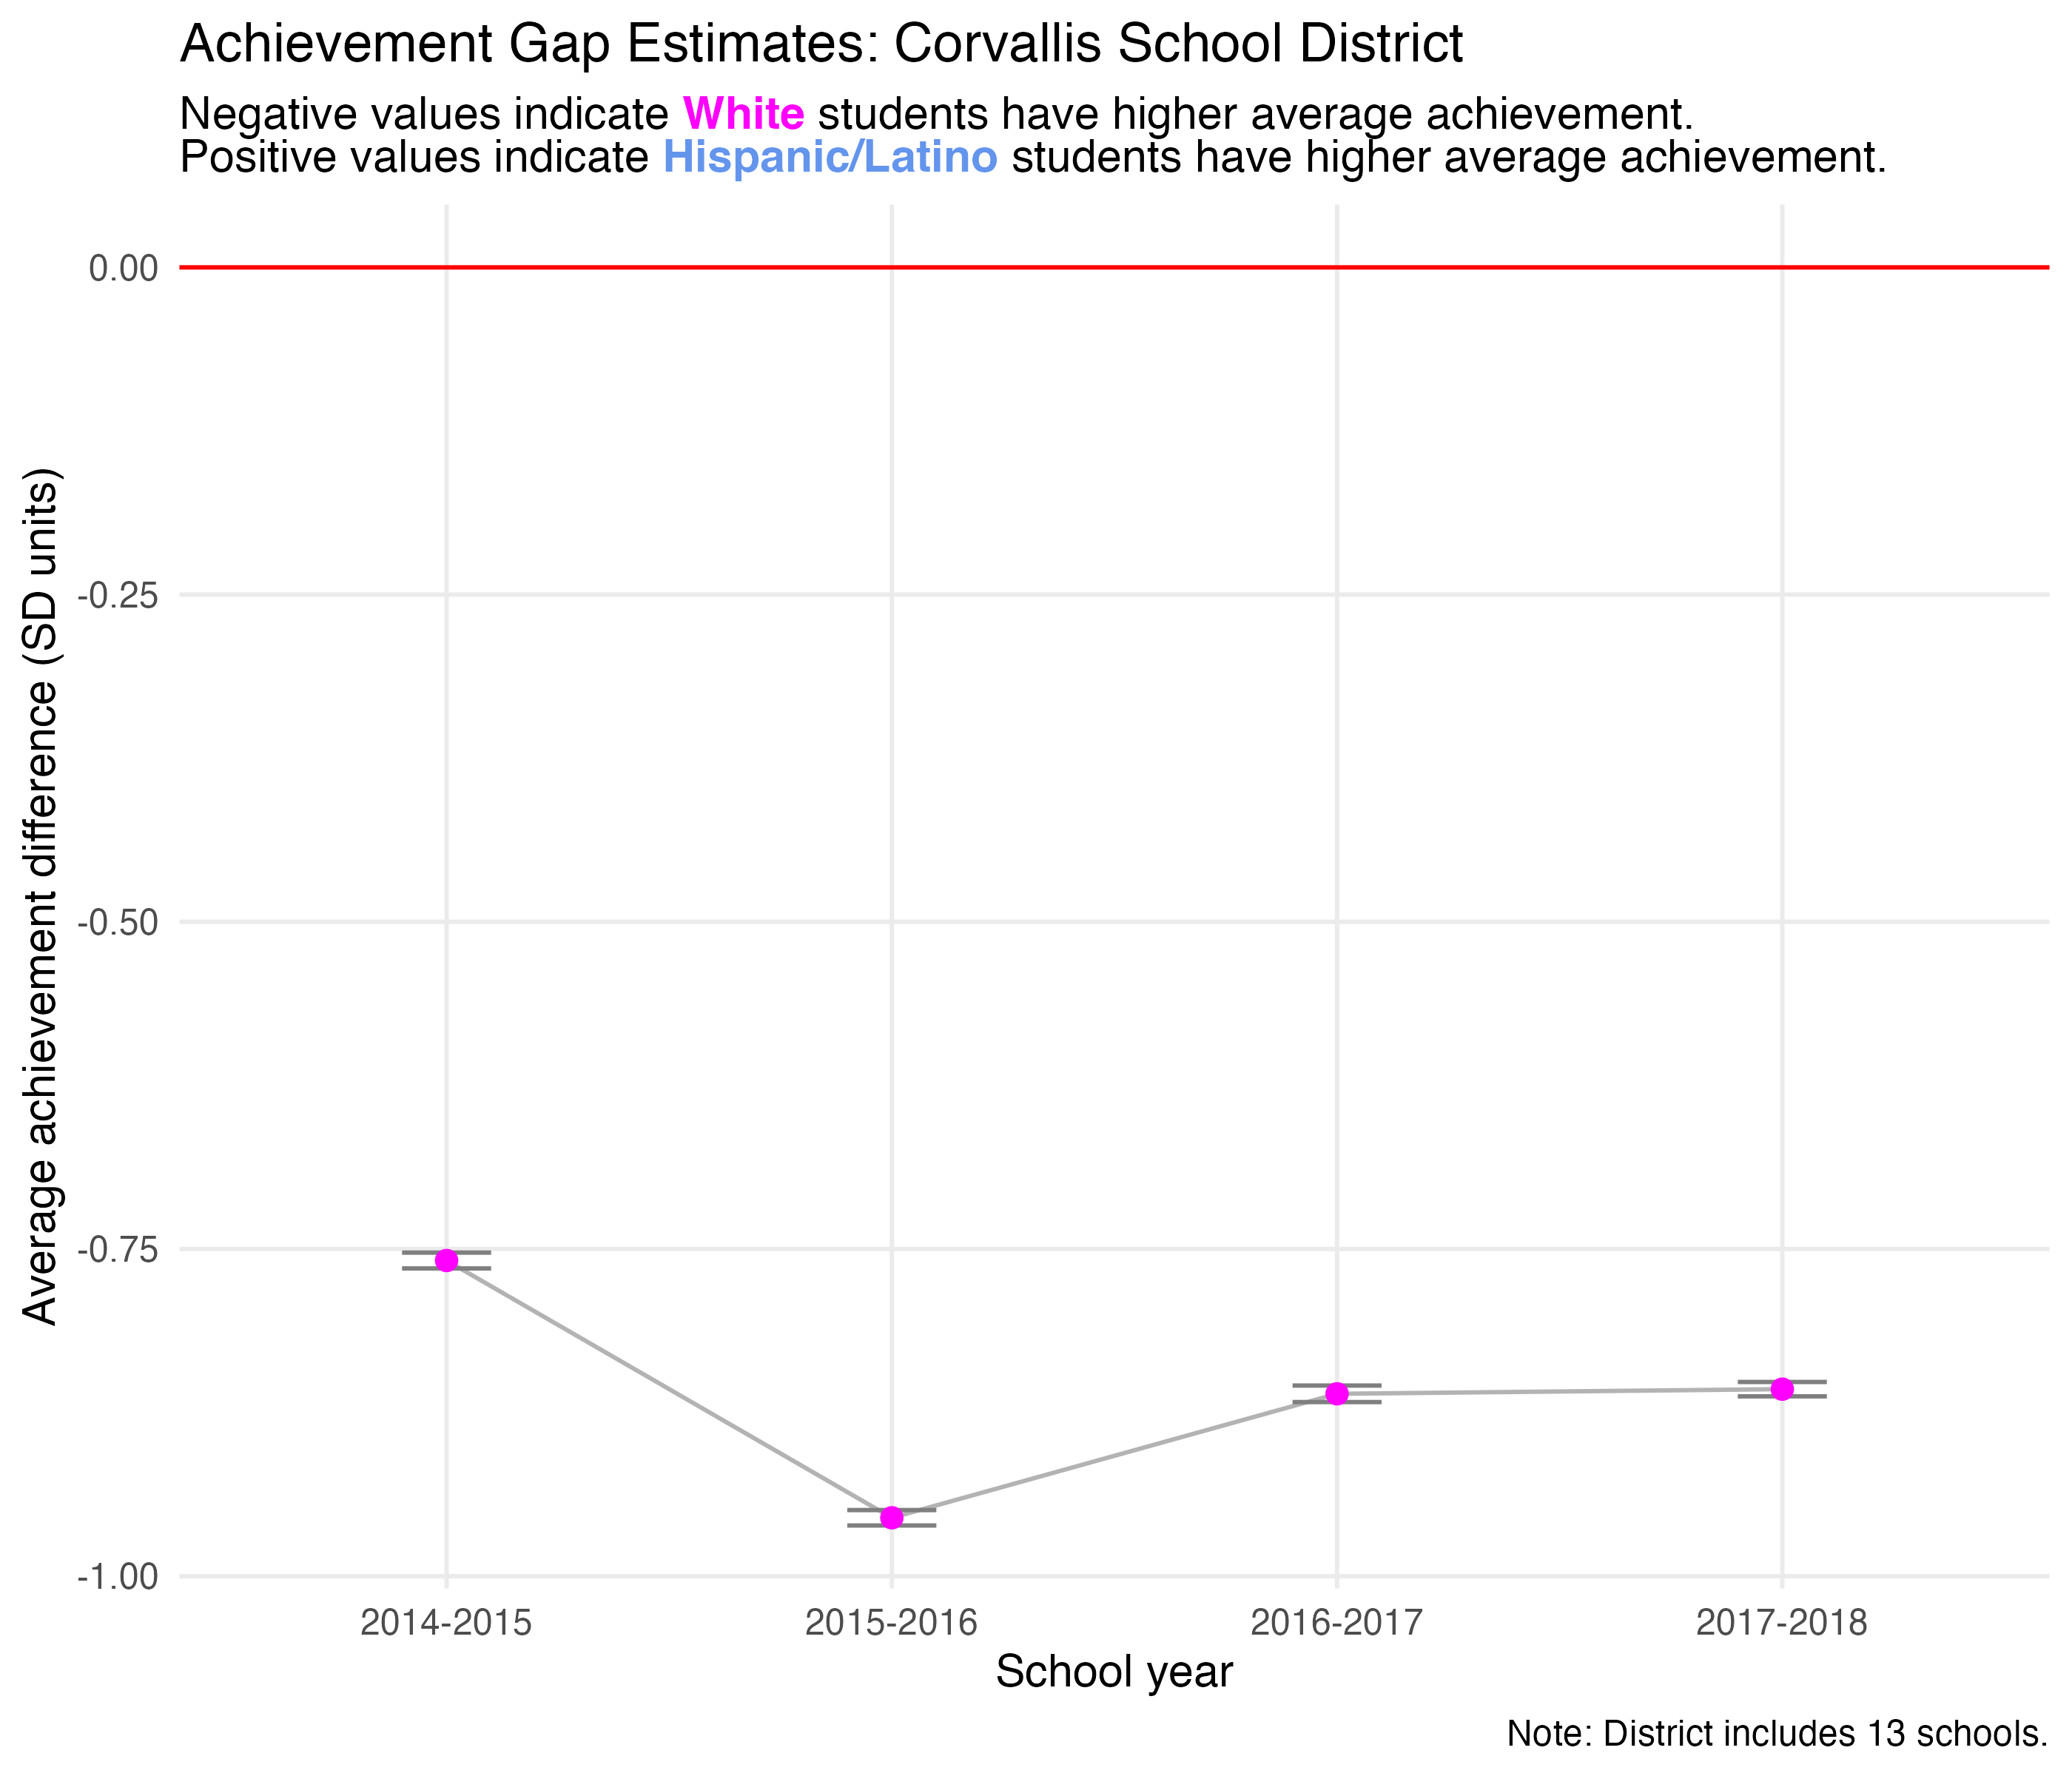 Achievement Gap Estimates: Corvallis School District
Negative values indicate White students have higher average achievement.
Positive values indicate Hispanic/Latino students have higher average achievement.
Average achievement difference (SD units)
0.00
-0.25
-0.50
-0.75
-1.00
2014-2015
2015-2016
2016-2017
2017-2018
School year
Note: District includes 13 schools.